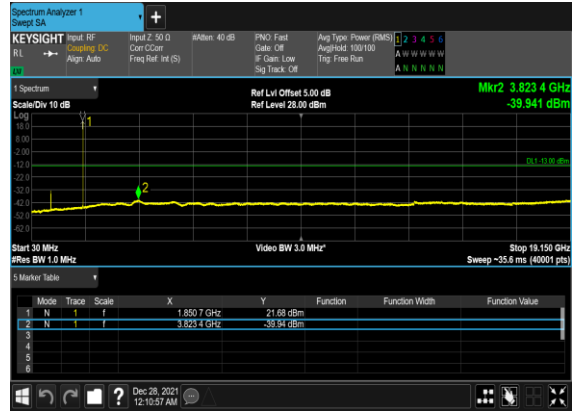 Spectrum Analyzer 1
Swept SA
+
KEYSIGHT Input: RF Input Z: 50 Ω #Atten: 40 dB PNO: Fast Avg Type: Power (RMS) 1 2 3 4 5 6
RL Coupling: DC Corr CCorr Gate: Off Avg|Hold: 100/100 A W W W W W
Align: Auto Freq Ref: Int (S) IF Gain: Low Trig: Free Run
Sig Track: Off A N N N N N
1 Spectrum Ref Lvl Offset 5.00 dB Mkr2 3.823 4 GHz
Scale/Div 10 dB Ref Level 28.00 dBm -39.941 dBm
Log
18.0 1
8.00
-2.00
-12.0 DL1 -13.00 dBm
-22.0
-32.0 2
-42.0
-52.0
-62.0
Start 30 MHz Video BW 3.0 MHz* Stop 19.150 GHz
#Res BW 1.0 MHz Sweep ~35.6 ms (40001 pts)
5 Marker Table
Mode Trace Scale X Y Function Function Width Function Value
1 N 1 f 1.850 7 GHz 21.68 dBm
2 N 1 f 3.823 4 GHz -39.94 dBm
3
4
5
6
? Dec 28, 2021
12:10:57 AM